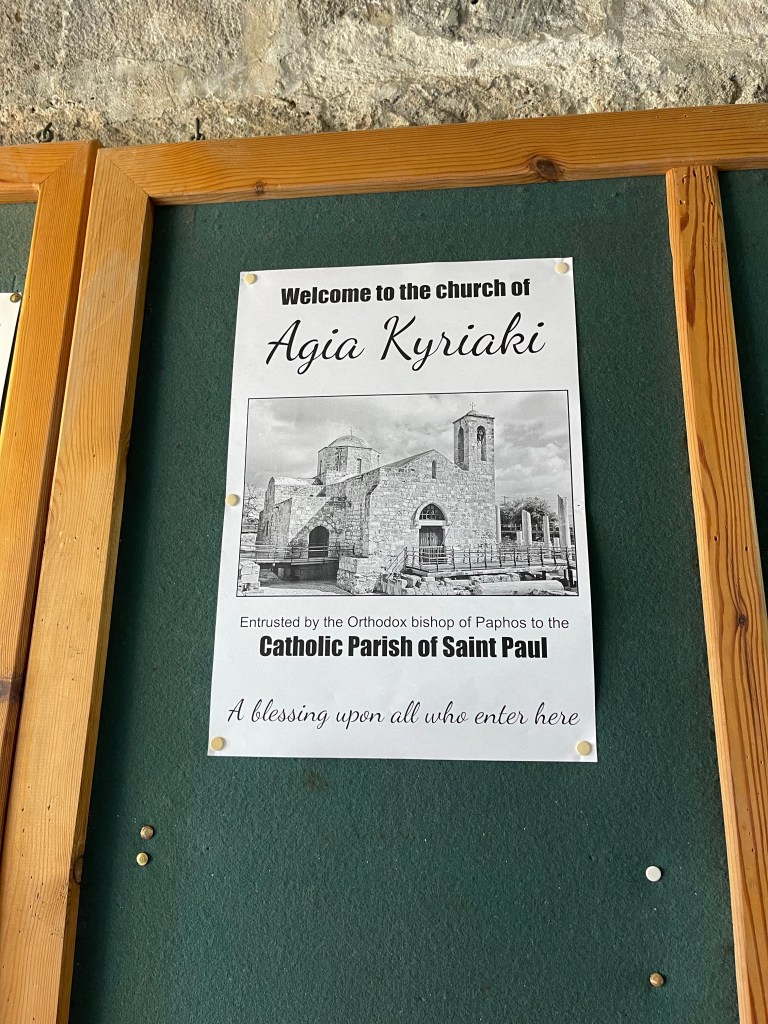 Welcome to the church of
Agia Kyriaki
Entrusted by the Orthodox bishop of Paphos to the
Catholic Parish of Saint Paul
A blessing upon all who enter here